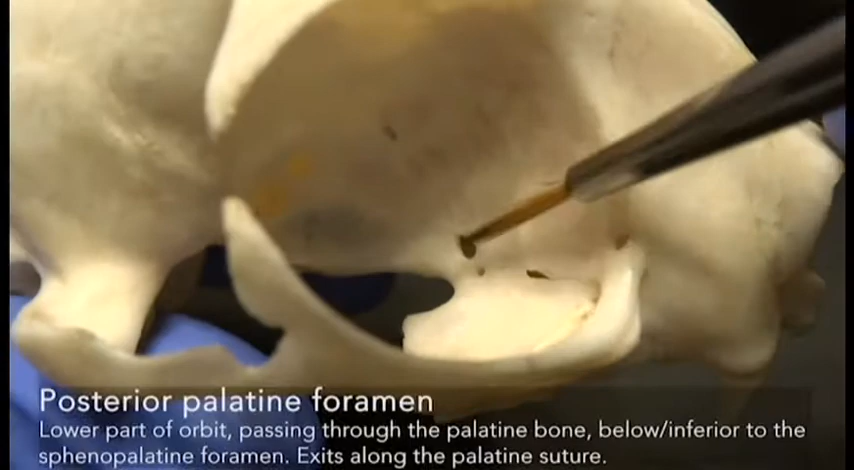 Posterior palatine foramen
Lower part of orbit, passing through the palatine bone, below/inferior to the
sphenopalatine foramen. Exits along the palatine suture.